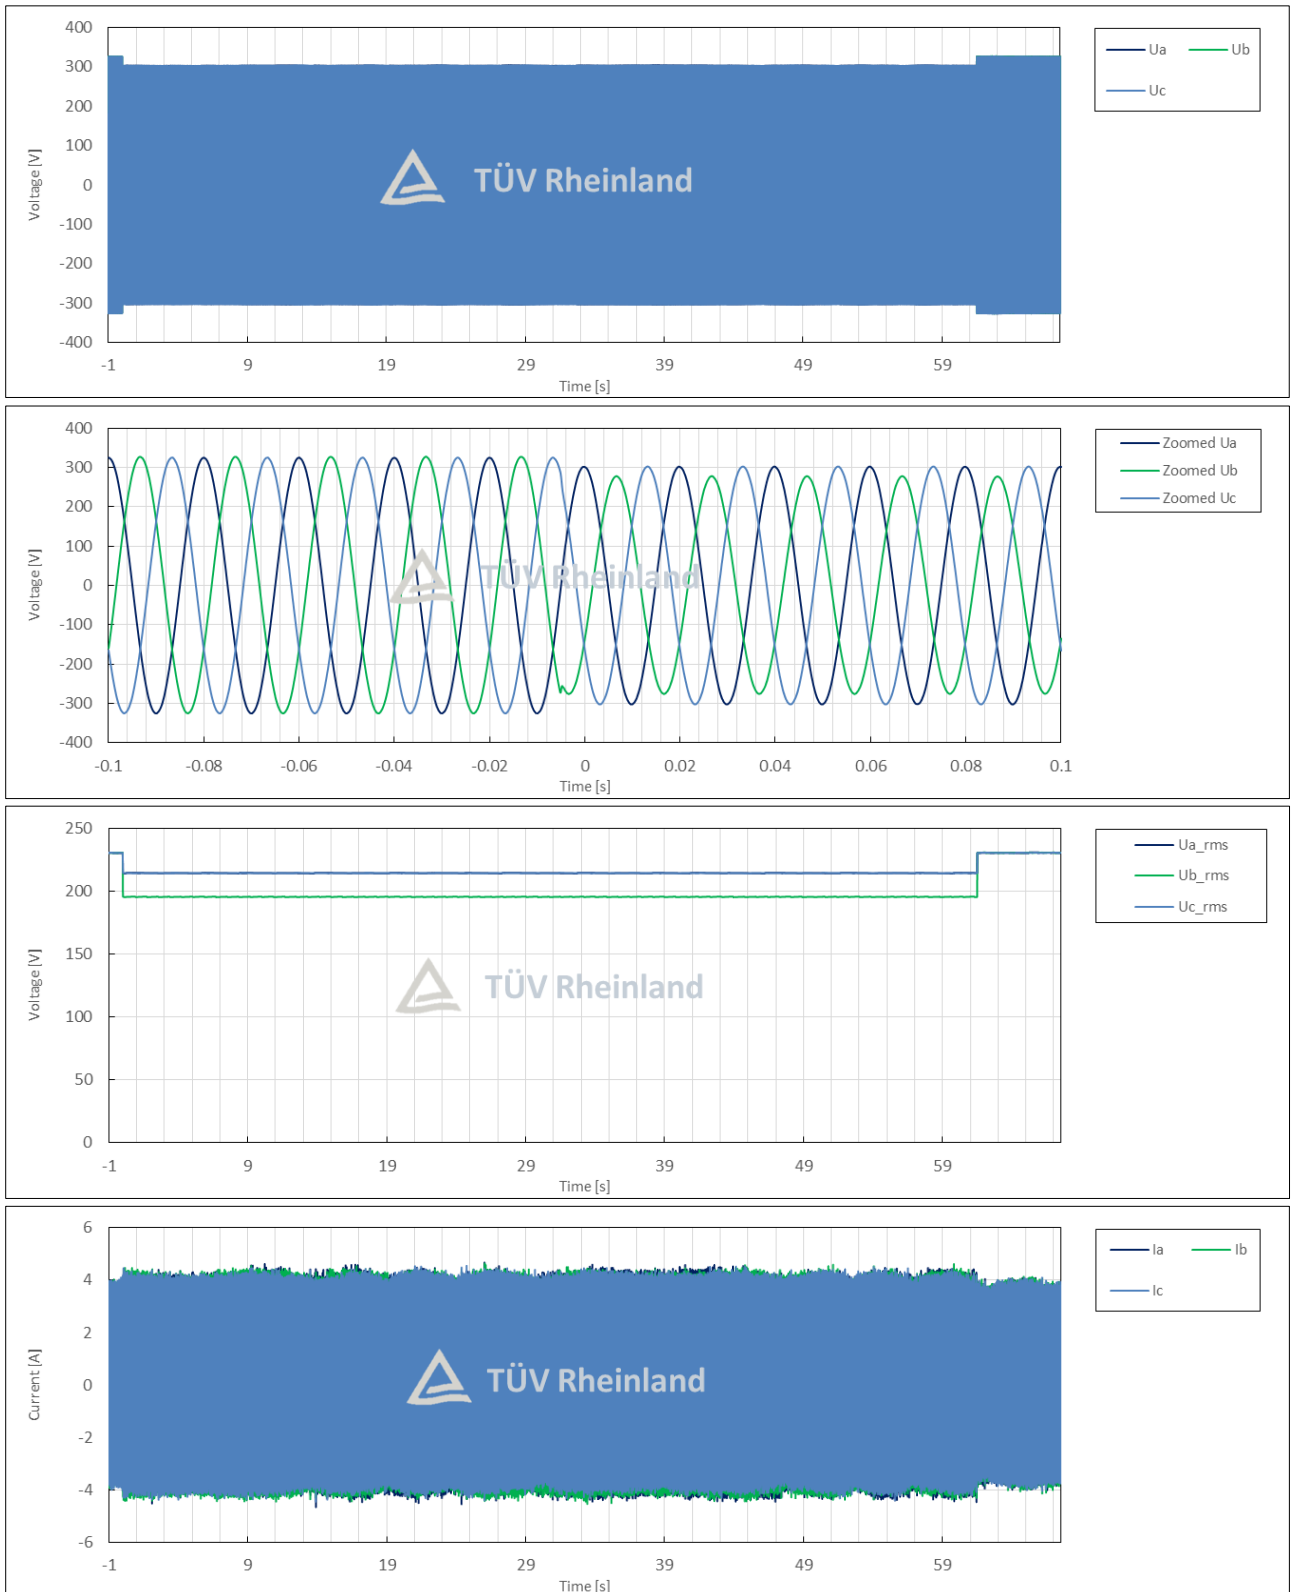 400
300
200
100
0
-100
-200
-300
-400
Voltage [V]
-1 9 19 29 39 49 59
Time [s]
TÜV Rheinland
Ua Ub
Uc
400
300
200
100
0
-100
-200
-300
-400
Voltage [V]
-0.1 -0.08 -0.06 -0.04 -0.02 0 0.02 0.04 0.06 0.08 0.1
Time [s]
TÜV Rheinland
Zoomed Ua
Zoomed Ub
Zoomed Uc
250
200
150
100
50
0
Voltage [V]
-1 9 19 29 39 49 59
Time [s]
TÜV Rheinland
Ua_rms
Ub_rms
Uc_rms
6
4
2
0
-2
-4
-6
Current [A]
-1 9 19 29 39 49 59
Time [s]
TÜV Rheinland
Ia Ib
Ic